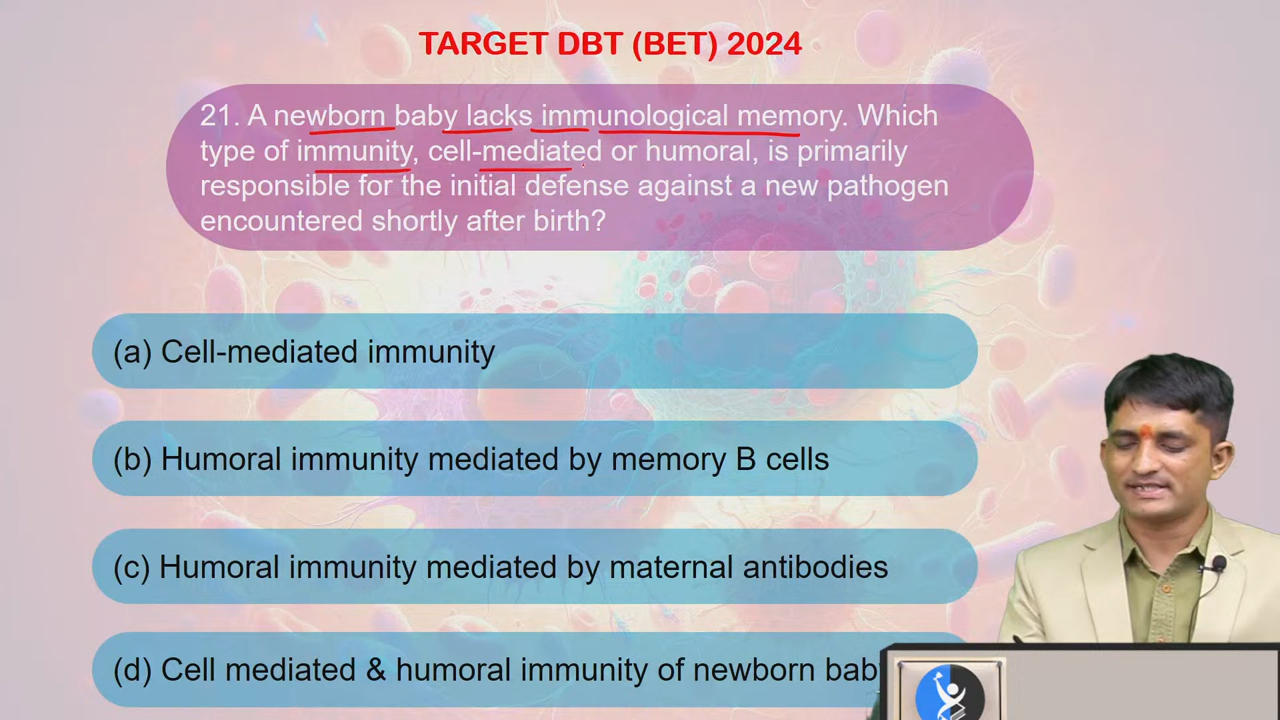 TARGET DBT (BET) 2024
21. A newborn baby lacks immunological memory. Which
type of immunity, cell-mediated or humoral, is primarily
responsible for the initial defense against a new pathogen
encountered shortly after birth?
(a) Cell-mediated immunity
(b) Humoral immunity mediated by memory B cells
(c) Humoral immunity mediated by maternal antibodies
(d) Cell mediated & humoral immunity of newborn bab